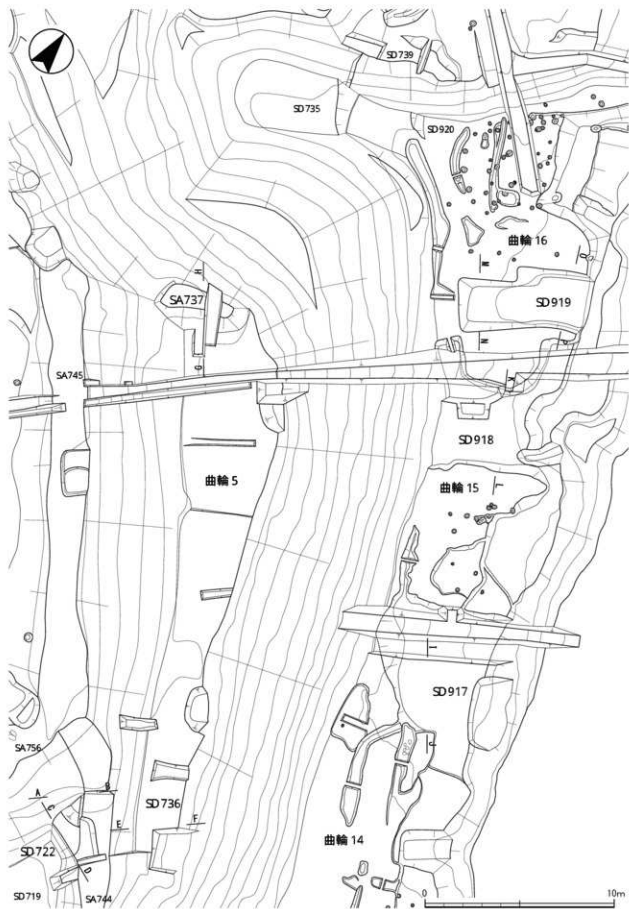 SD739
SD735
SD920
曲輪 16
H
M
O
SA737
SD919
N
P
G
SA745
K
SD918
曲輪 5
曲輪 15
L
I
SD917
J
SA756
A
B
C
SD736
E
F
曲輪 14
SD722
D
SD719
SA744
0
10m